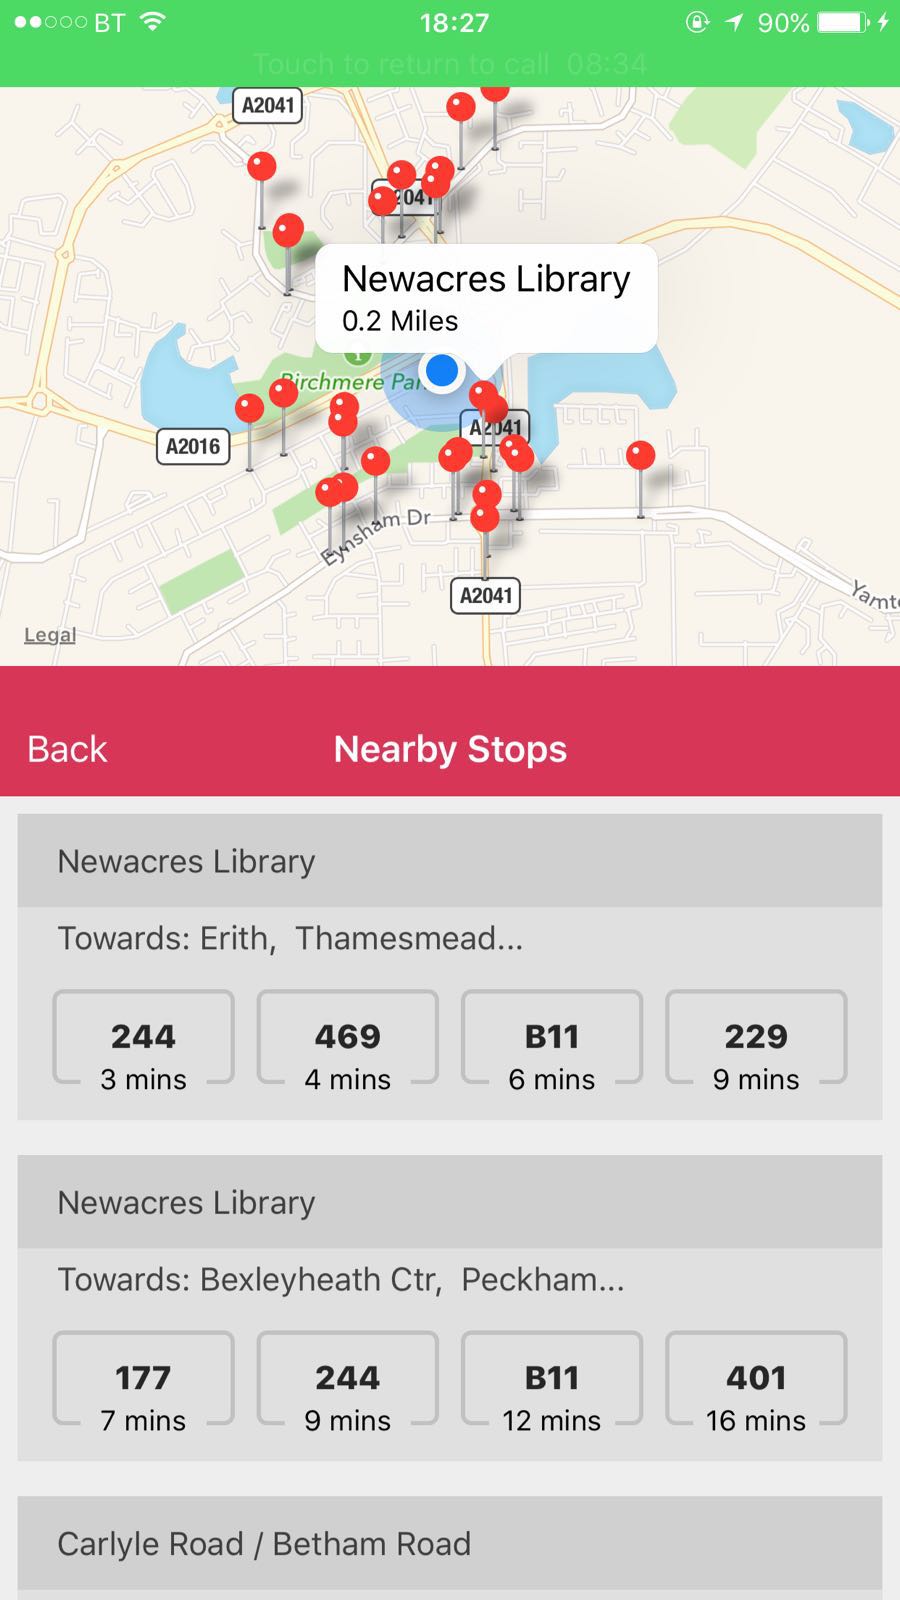 BT 18:27 90%
Touch to return to call 08:34
A2041
Newacres Library
0.2 Miles
Birchmere Par
A2041
A2016
Eynsham Dr
A2041
Legal
Back Nearby Stops
Newacres Library
Towards: Erith, Thamesmead...
244 469 B11 229
3 mins 4 mins 6 mins 9 mins
Newacres Library
Towards: Bexleyheath Ctr, Peckham...
177 244 B11 401
7 mins 9 mins 12 mins 16 mins
Carlyle Road / Betham Road